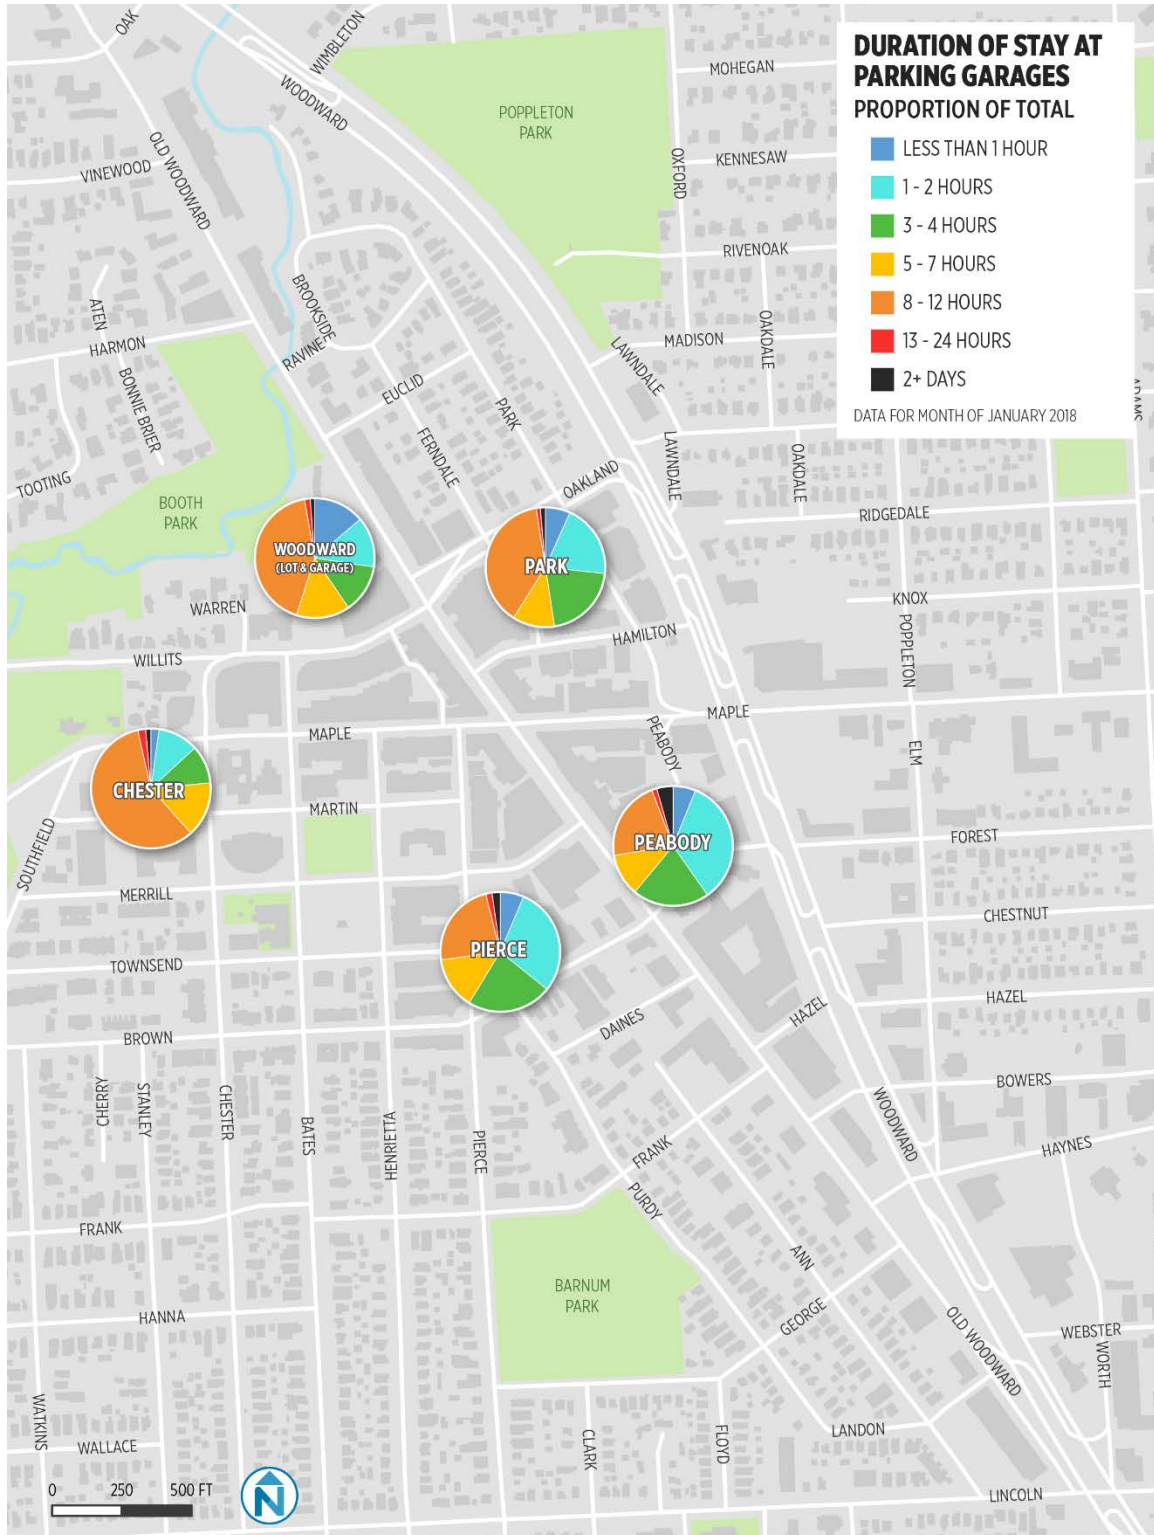 DURATION OF STAY AT
PARKING GARAGES
PROPORTION OF TOTAL
LESS THAN 1 HOUR
1 - 2 HOURS
3 - 4 HOURS
5 - 7 HOURS
8 - 12 HOURS
13 - 24 HOURS
2+ DAYS
DATA FOR MONTH OF JANUARY 2018
OAK
WIMBLETON
WOODWARD
MOHEGAN
POPPLETON
PARK
OLD WOODWARD
VINEWOOD
OXFORD
KENNESAW
RIVENOAK
BROOKSIDE
ATEN
HARMON
RAVINE
MADISON
OAKDALE
LAWNDALE
BONNIE BRIER
EUCLID
PARK
ADAMS
FERNDALE
LAWNDALE
OAKDALE
TOOTING
OAKLAND
BOOTH
PARK
RIDGEDALE
WOODWARD
(LOT & GARAGE)
PARK
WARREN
KNOX
HAMILTON
POPPLETON
WILLITS
MAPLE
MAPLE
PEABODY
ELM
CHESTER
MARTIN
SOUTHFIELD
PEABODY
FOREST
MERRILL
CHESTNUT
PIERCE
TOWNSEND
HAZEL
HAZEL
DAINES
BROWN
CHERRY
STANLEY
CHESTER
BATES
HENRIETTA
PIERCE
BOWERS
WOODWARD
FRANK
HAYNES
PURDY
FRANK
ANN
BARNUM
PARK
HANNA
GEORGE
OLD WOODWARD
WEBSTER
WORTH
WATKINS
WALLACE
CLARK
FLOYD
LANDON
0 250 500 FT
N
LINCOLN